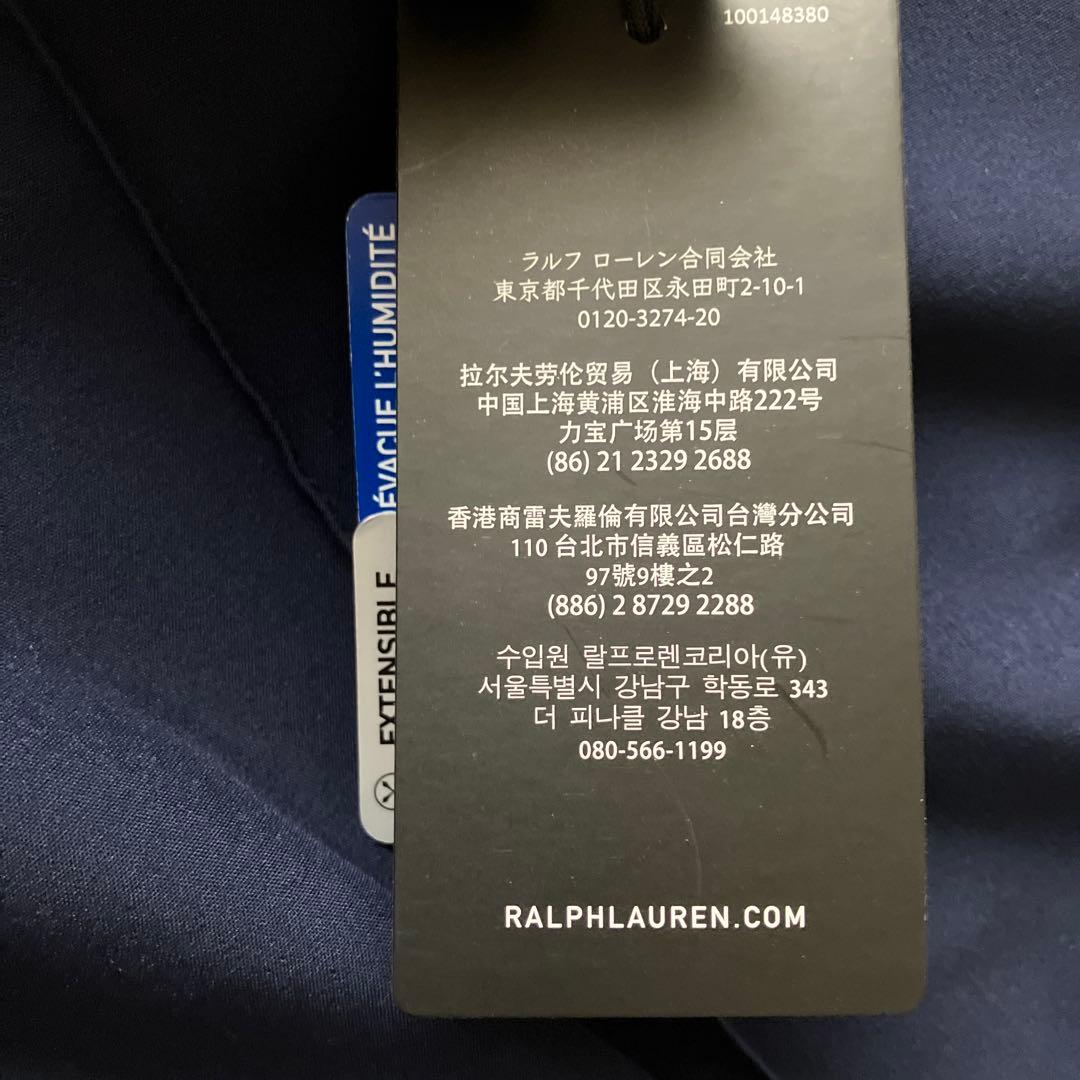 100148380
ラルフ ローレン合同会社
東京都千代田区永田町2-10-1
0120-3274-20
拉尔夫劳伦贸易（上海）有限公司
中国上海黄浦区淮海中路222号
力宝广场第15层
(86) 21 2329 2688
香港商雷夫羅倫有限公司台灣分公司
110 台北市信義區松仁路
97號9樓之2
(886) 2 8729 2288
수입원 랄프로렌코리아(유)
서울특별시 강남구 학동로 343
더 피나클 강남 18층
080-566-1199
RALPHLAUREN.COM
ÉVACUE L'HUMIDITÉ
EXTENSIBLE